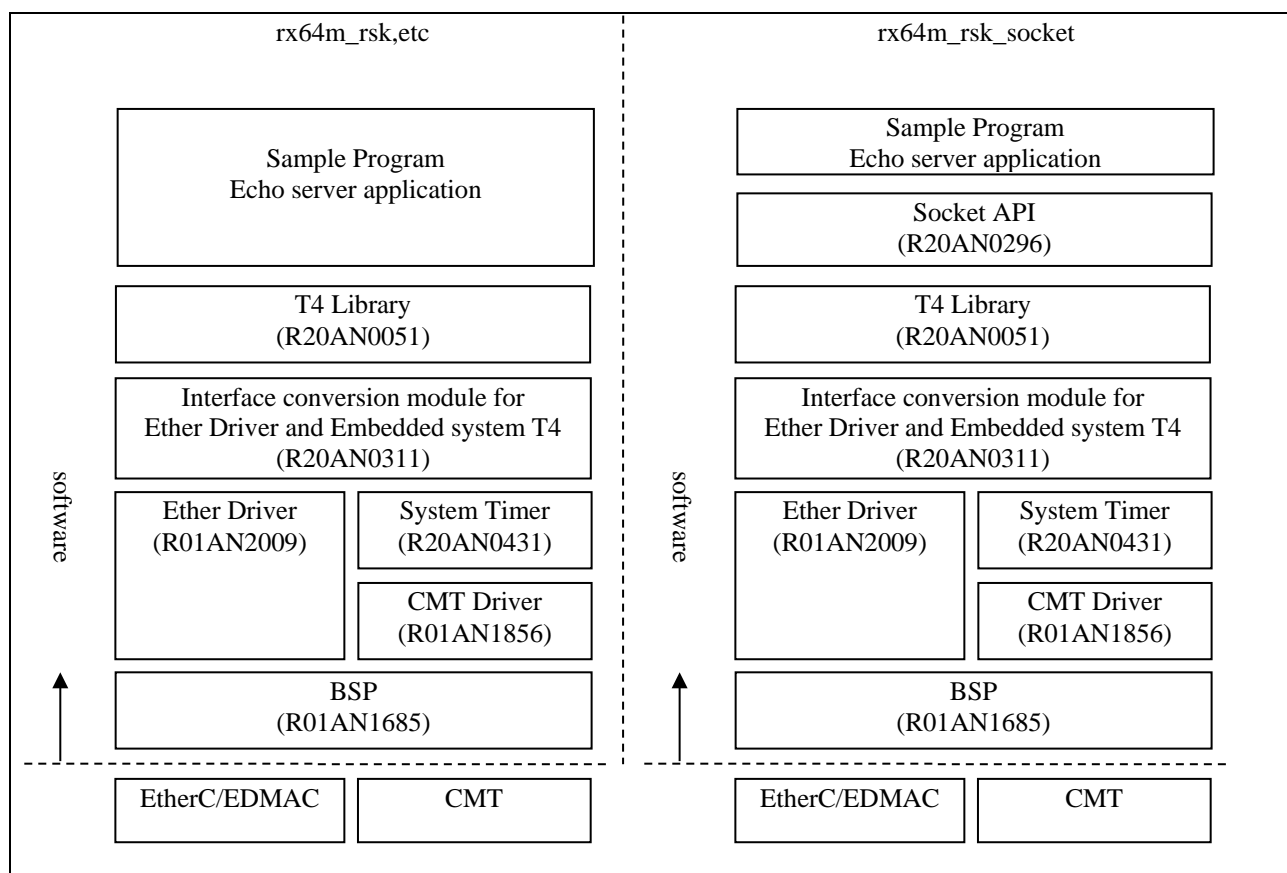 rx64m_rsk,etc
Sample Program
Echo server application
T4 Library
(R20AN0051)
Interface conversion module for
Ether Driver and Embedded system T4
(R20AN0311)
Ether Driver
(R01AN2009)
System Timer
(R20AN0431)
CMT Driver
(R01AN1856)
software
BSP
(R01AN1685)
EtherC/EDMAC
CMT
rx64m_rsk_socket
Sample Program
Echo server application
Socket API
(R20AN0296)
T4 Library
(R20AN0051)
Interface conversion module for
Ether Driver and Embedded system T4
(R20AN0311)
Ether Driver
(R01AN2009)
System Timer
(R20AN0431)
CMT Driver
(R01AN1856)
software
BSP
(R01AN1685)
EtherC/EDMAC
CMT